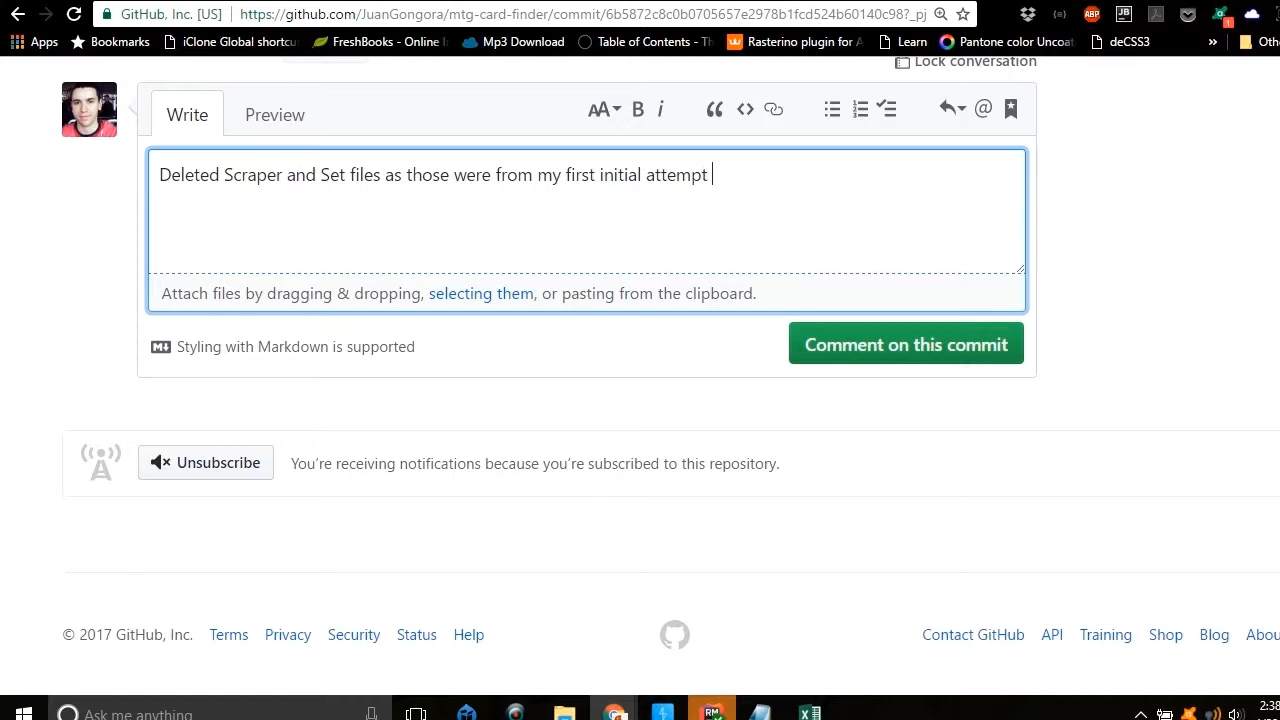 GitHub, Inc. [US] https://github.com/JuanGongora/mtg-card-finder/commit/6b5872c8c0b0705657e2978b1fcd524b60140c98?_pj
Apps Bookmarks iClone Global shortcu FreshBooks - Online I Mp3 Download Table of Contents - Th Rasterino plugin for A Learn Pantone color Uncoat deCSS3 » Oth
ABP JB 1
Lock conversation
Write Preview AA B i
Deleted Scraper and Set files as those were from my first initial attempt
Attach files by dragging & dropping, selecting them, or pasting from the clipboard.
Styling with Markdown is supported
Comment on this commit
Unsubscribe You’re receiving notifications because you’re subscribed to this repository.
© 2017 GitHub, Inc. Terms Privacy Security Status Help Contact GitHub API Training Shop Blog Abou
Ask me anything RM 2:38